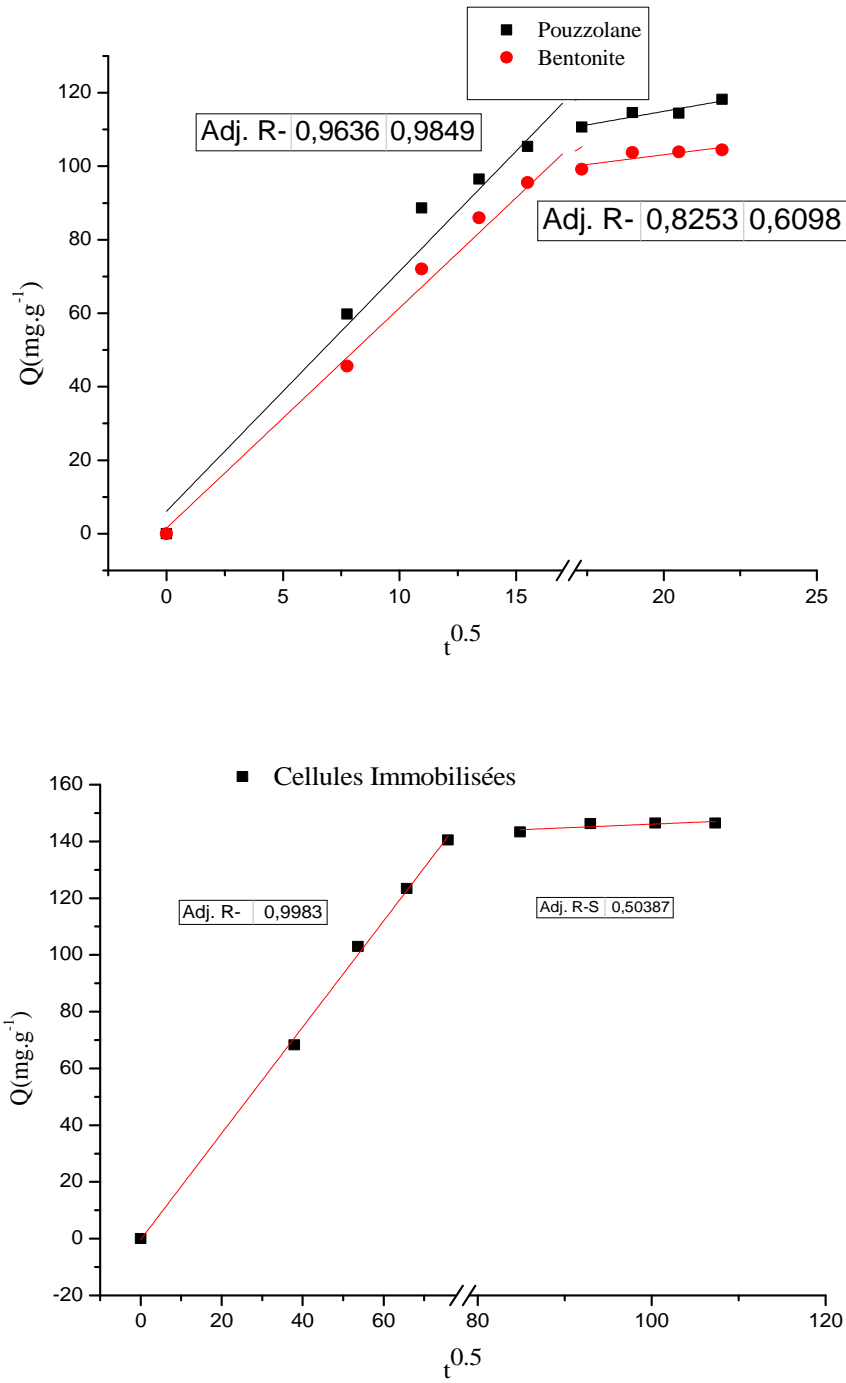 Pouzzolane
Bentonite
120
100
80
60
40
20
0
Q(mg.g-1)
Adj. R- 0,9636 0,9849
Adj. R- 0,8253 0,6098
0 5 10 15 20 25
t0.5
Cellules Immobilisées
160
140
120
100
80
60
40
20
0
-20
Q(mg.g-1)
Adj. R- 0,9983
Adj. R-S 0,50387
0 20 40 60 80 100 120
t0.5